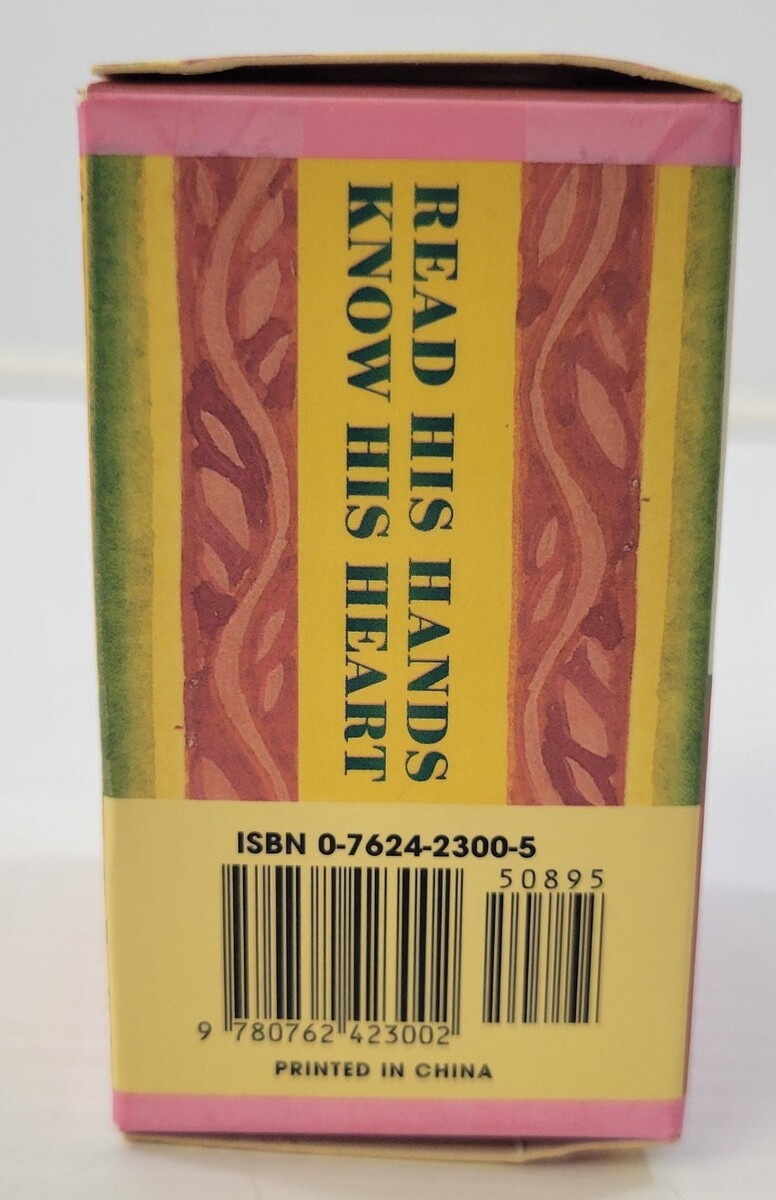 READ HIS HANDS
KNOW HIS HEART
ISBN 0-7624-2300-5
50895
9 780762 423002
PRINTED IN CHINA